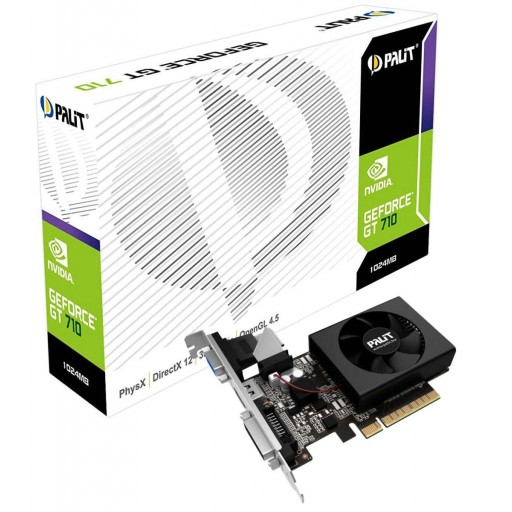 GEFORCE GT 710
PALIT®
NVIDIA.
GEFORCE®
GT 710
1024MB
PALIT®
NVIDIA.
GEFORCE®
GT 710
1024MB
PhysX | DirectX 12
OpenGL 4.5
PALIT